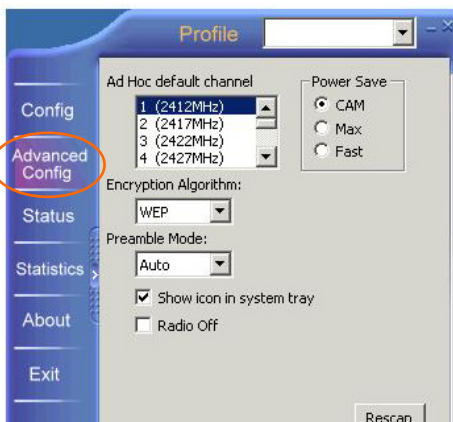 Profile
Config
Advanced
Config
Status
Statistics
About
Exit
Ad Hoc default channel
1 (2412MHz)
2 (2417MHz)
3 (2422MHz)
4 (2427MHz)
Power Save
CAM
Max
Fast
Encryption Algorithm:
WEP
Preamble Mode:
Auto
Show icon in system tray
Radio Off
Rescan